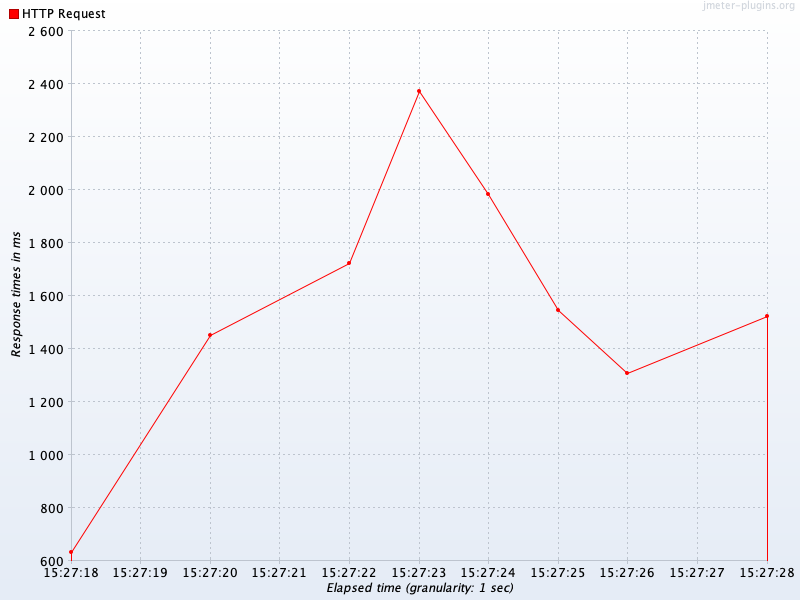 jmeter-plugins.org
HTTP Request
2 600
2 400
2 200
2 000
1 800
1 600
1 400
1 200
1 000
800
600
Response times in ms
15:27:18 15:27:19 15:27:20 15:27:21 15:27:22 15:27:23 15:27:24 15:27:25 15:27:26 15:27:27 15:27:28
Elapsed time (granularity: 1 sec)